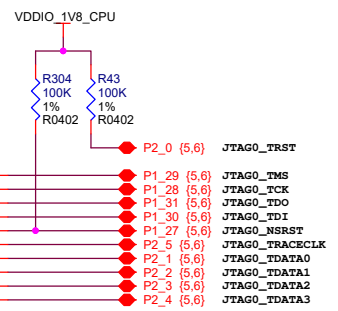 VDDIO_1V8_CPU
R304 R43
100K 100K
1% 1%
R0402 R0402
P2_0 {5,6} JTAG0_TRST
P1_29 {5,6} JTAG0_TMS
P1_28 {5,6} JTAG0_TCK
P1_31 {5,6} JTAG0_TDO
P1_30 {5,6} JTAG0_TDI
P1_27 {5,6} JTAG0_NSRST
P2_5 {5,6} JTAG0_TRACECLK
P2_1 {5,6} JTAG0_TDATA0
P2_2 {5,6} JTAG0_TDATA1
P2_3 {5,6} JTAG0_TDATA2
P2_4 {5,6} JTAG0_TDATA3